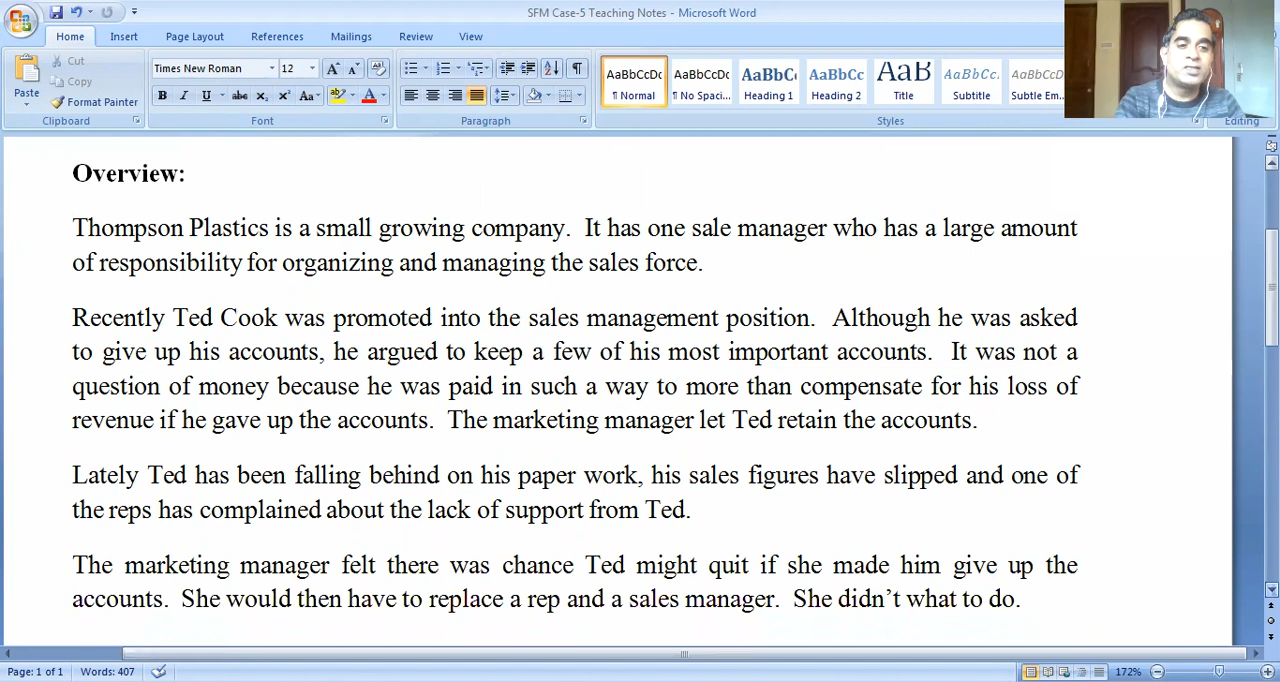 SFM Case-5 Teaching Notes - Microsoft Word
Home Insert Page Layout References Mailings Review View
Cut
Copy
Paste
Format Painter
Times New Roman 12
B I U abc X₂ X² Aa A
AaBbCcDc AaBbCcDc AaBbC AaBbCc AaB AaBbCc. AaBbCc.
¶ Normal ¶ No Spaci... Heading 1 Heading 2 Title Subtitle Subtle Em...
Clipboard Font Paragraph Styles Editing
Overview:
Thompson Plastics is a small growing company. It has one sale manager who has a large amount
of responsibility for organizing and managing the sales force.
Recently Ted Cook was promoted into the sales management position. Although he was asked
to give up his accounts, he argued to keep a few of his most important accounts. It was not a
question of money because he was paid in such a way to more than compensate for his loss of
revenue if he gave up the accounts. The marketing manager let Ted retain the accounts.
Lately Ted has been falling behind on his paper work, his sales figures have slipped and one of
the reps has complained about the lack of support from Ted.
The marketing manager felt there was chance Ted might quit if she made him give up the
accounts. She would then have to replace a rep and a sales manager. She didn’t what to do.
Page: 1 of 1 Words: 407 172%